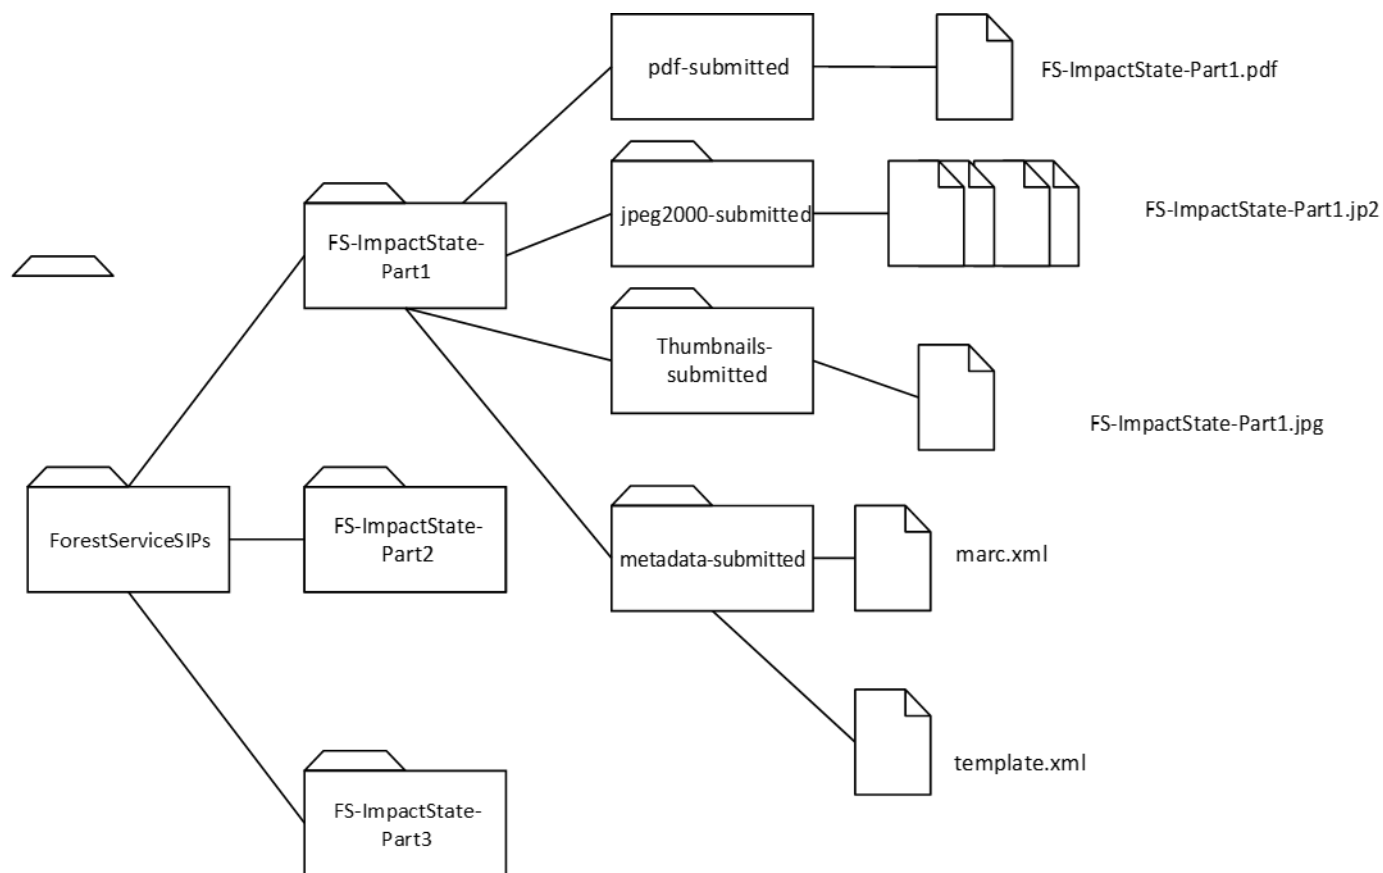 pdf-submitted
FS-ImpactState-Part1.pdf
jpeg2000-submitted
FS-ImpactState-Part1.jp2
FS-ImpactState-
Part1
Thumbnails-
submitted
FS-ImpactState-Part1.jpg
ForestServiceSIPs
FS-ImpactState-
Part2
metadata-submitted
marc.xml
template.xml
FS-ImpactState-
Part3